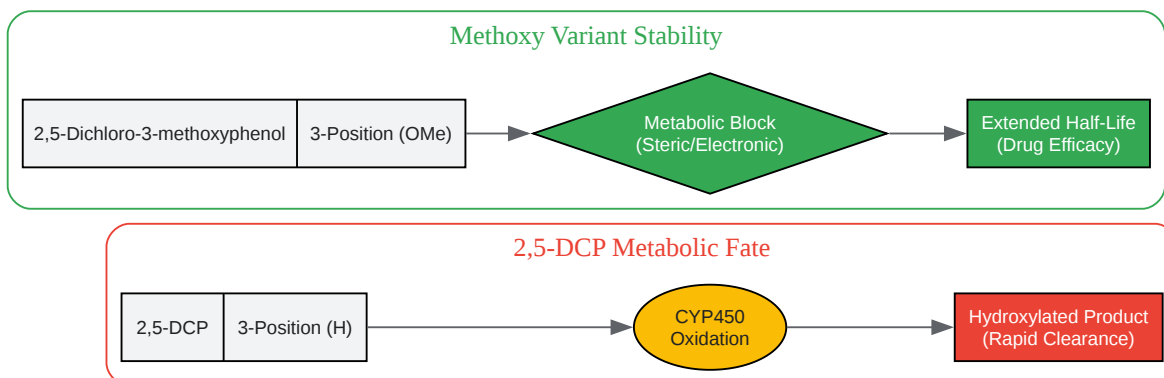 Methoxy Variant Stability
2,5-Dichloro-3-methoxyphenol
3-Position (OMe)
Metabolic Block
(Steric/Electronic)
Extended Half-Life
(Drug Efficacy)
2,5-DCP Metabolic Fate
2,5-DCP
3-Position (H)
CYP450
Oxidation
Hydroxylated Product
(Rapid Clearance)